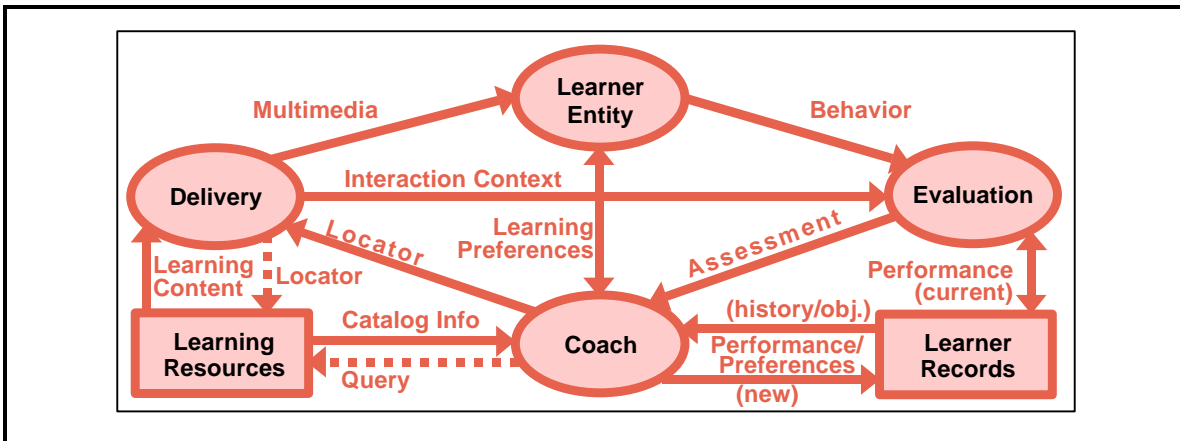 Learner
Entity
Multimedia
Behavior
Delivery
Interaction Context
Evaluation
Locator
Learning
Preferences
Assessment
Learning
Content
Locator
Performance
(current)
Learning
Resources
Catalog Info
Query
Coach
(history/obj.)
Performance/
Preferences
(new)
Learner
Records